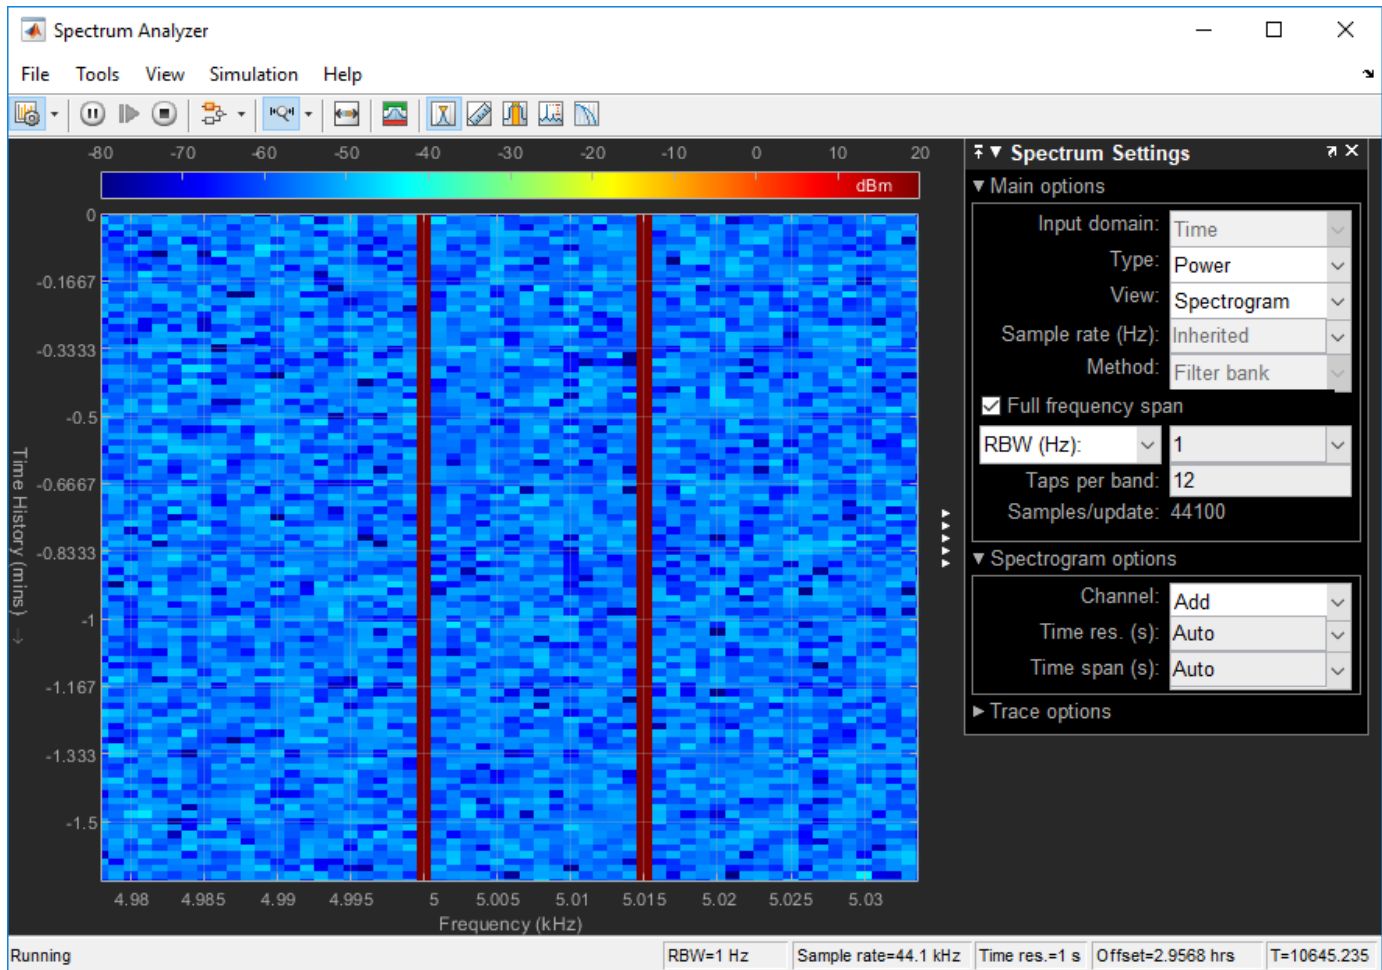 Spectrum Analyzer
File Tools View Simulation Help
-80 -70 -60 -50 -40 -30 -20 -10 0 10 20
dBm
0
-0.1667
-0.3333
-0.5
-0.6667
-0.8333
-1
-1.167
-1.333
-1.5
Time History (mins) →
4.98 4.985 4.99 4.995 5 5.005 5.01 5.015 5.02 5.025 5.03
Frequency (kHz)
Spectrum Settings
Main options
Input domain: Time
Type: Power
View: Spectrogram
Sample rate (Hz): Inherited
Method: Filter bank
Full frequency span
RBW (Hz): 1
Taps per band: 12
Samples/update: 44100
Spectrogram options
Channel: Add
Time res. (s): Auto
Time span (s): Auto
Trace options
Running RBW=1 Hz Sample rate=44.1 kHz Time res.=1 s Offset=2.9568 hrs T=10645.235